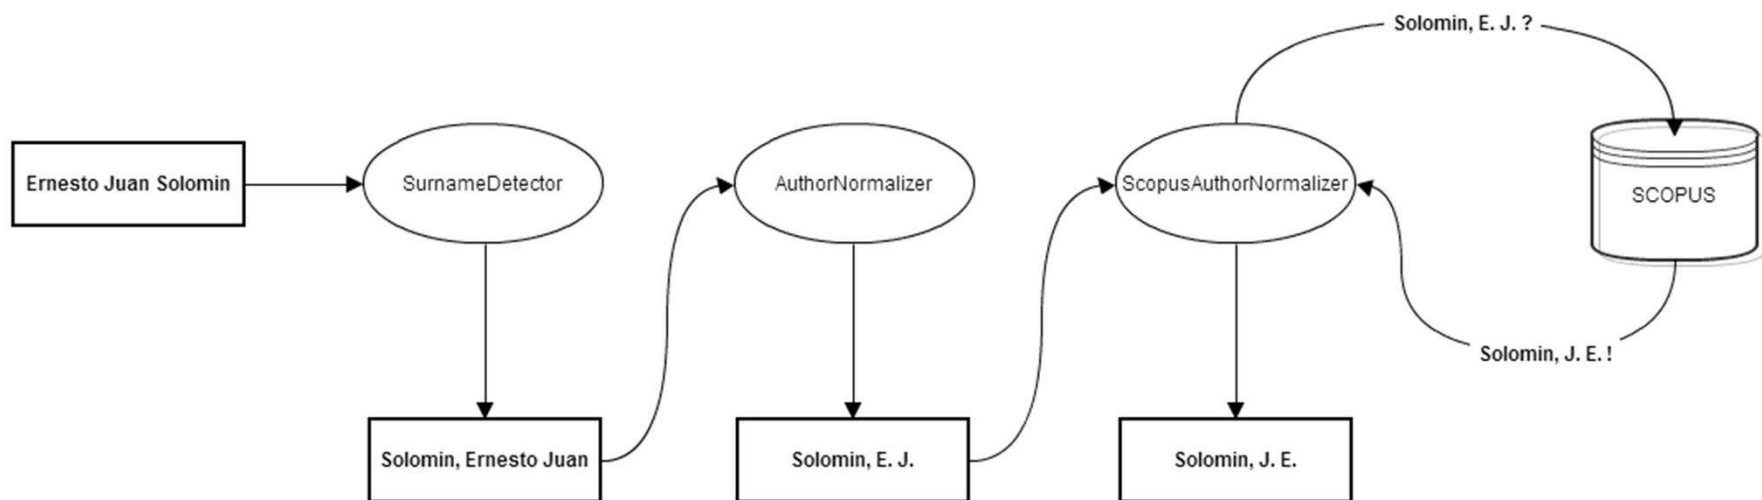 Solomin, E. J. ?
Ernesto Juan Solomin
SurnameDetector
AuthorNormalizer
ScopusAuthorNormalizer
SCOPUS
Solomin, J. E. !
Solomin, Ernesto Juan
Solomin, E. J.
Solomin, J. E.